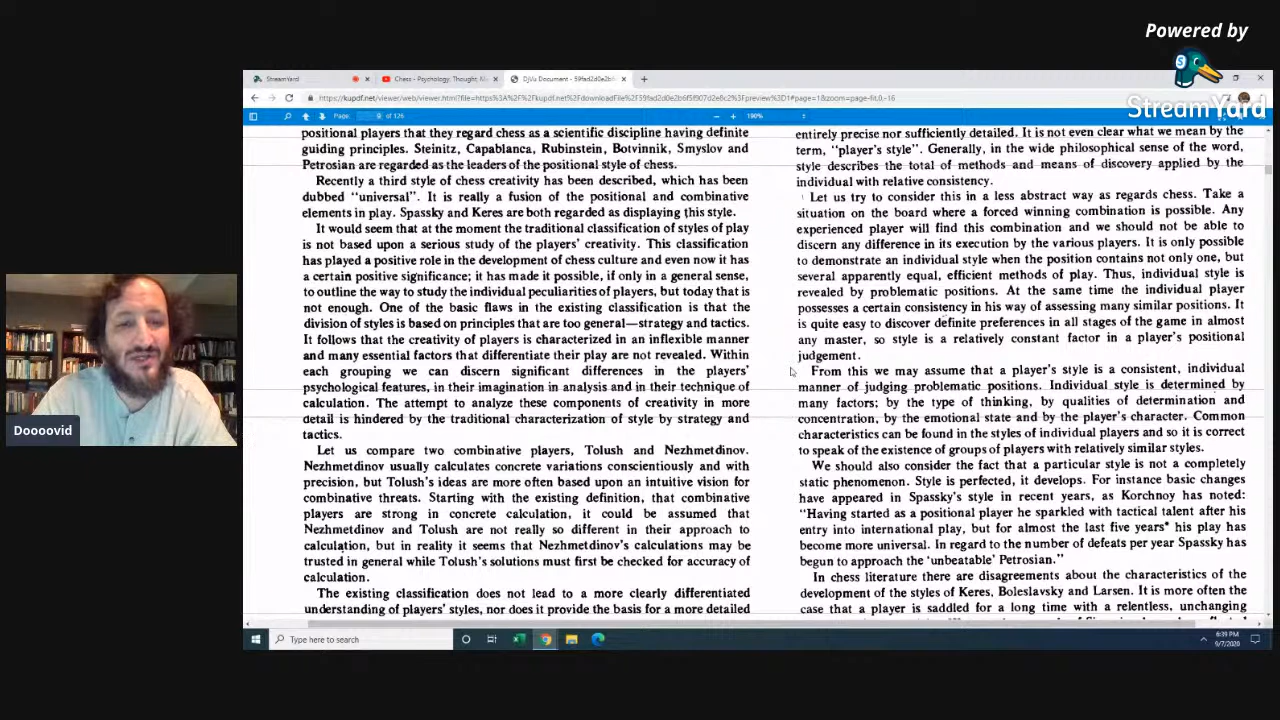 Powered by
StreamYard
StreamYard
Chess - Psychology, Thought, M
DjVu Document - 59fad2d0e2b6
Page:
9
of 126
190%
positional players that they regard chess as a scientific discipline having definite
guiding principles. Steinitz, Capablanca, Rubinstein, Botvinnik, Smyslov and
Petrosian are regarded as the leaders of the positional style of chess.
Recently a third style of chess creativity has been described, which has been
dubbed "universal". It is really a fusion of the positional and combinative
elements in play. Spassky and Keres are both regarded as displaying this style.
It would seem that at the moment the traditional classification of styles of play
is not based upon a serious study of the players' creativity. This classification
has played a positive role in the development of chess culture and even now it has
a certain positive significance; it has made it possible, if only in a general sense,
to outline the way to study the individual peculiarities of players, but today that is
not enough. One of the basic flaws in the existing classification is that the
division of styles is based on principles that are too general—strategy and tactics.
It follows that the creativity of players is characterized in an inflexible manner
and many essential factors that differentiate their play are not revealed. Within
each grouping we can discern significant differences in the players'
psychological features, in their imagination in analysis and in their technique of
calculation. The attempt to analyze these components of creativity in more
detail is hindered by the traditional characterization of style by strategy and
tactics.
Let us compare two combinative players, Tolush and Nezhmetdinov.
Nezhmetdinov usually calculates concrete variations conscientiously and with
precision, but Tolush's ideas are more often based upon an intuitive vision for
combinative threats. Starting with the existing definition, that combinative
players are strong in concrete calculation, it could be assumed that
Nezhmetdinov and Tolush are not really so different in their approach to
calculation, but in reality it seems that Nezhmetdinov's calculations may be
trusted in general while Tolush's solutions must first be checked for accuracy of
calculation.
The existing classification does not lead to a more clearly differentiated
understanding of players' styles, nor does it provide the basis for a more detailed
entirely precise nor sufficiently detailed. It is not even clear what we mean by the
term, "player's style". Generally, in the wide philosophical sense of the word,
style describes the total of methods and means of discovery applied by the
individual with relative consistency.
Let us try to consider this in a less abstract way as regards chess. Take a
situation on the board where a forced winning combination is possible. Any
experienced player will find this combination and we should not be able to
discern any difference in its execution by the various players. It is only possible
to demonstrate an individual style when the position contains not only one, but
several apparently equal, efficient methods of play. Thus, individual style is
revealed by problematic positions. At the same time the individual player
possesses a certain consistency in his way of assessing many similar positions. It
is quite easy to discover definite preferences in all stages of the game in almost
any master, so style is a relatively constant factor in a player's positional
judgement.
From this we may assume that a player's style is a consistent, individual
manner of judging problematic positions. Individual style is determined by
many factors; by the type of thinking, by qualities of determination and
concentration, by the emotional state and by the player's character. Common
characteristics can be found in the styles of individual players and so it is correct
to speak of the existence of groups of players with relatively similar styles.
We should also consider the fact that a particular style is not a completely
static phenomenon. Style is perfected, it develops. For instance basic changes
have appeared in Spassky's style in recent years, as Korchnoy has noted:
"Having started as a positional player he sparkled with tactical talent after his
entry into international play, but for almost the last five years* his play has
become more universal. In regard to the number of defeats per year Spassky has
begun to approach the 'unbeatable' Petrosian."
In chess literature there are disagreements about the characteristics of the
development of the styles of Keres, Boleslavsky and Larsen. It is more often the
case that a player is saddled for a long time with a relentless, unchanging
Doooovid
Type here to search
6:39 PM
9/7/2020